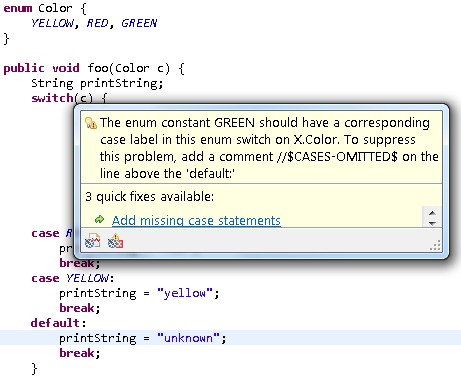 enum Color {
YELLOW, RED, GREEN
}
public void foo(Color c) {
String printString;
switch(c) {
The enum constant GREEN should have a corresponding
case label in this enum switch on X.Color. To suppress
this problem, add a comment //$CASES-OMITTED$ on the
line above the 'default:'
3 quick fixes available:
Add missing case statements
case
break;
case YELLOW:
printString = "yellow";
break;
default:
printString = "unknown";
break;
}